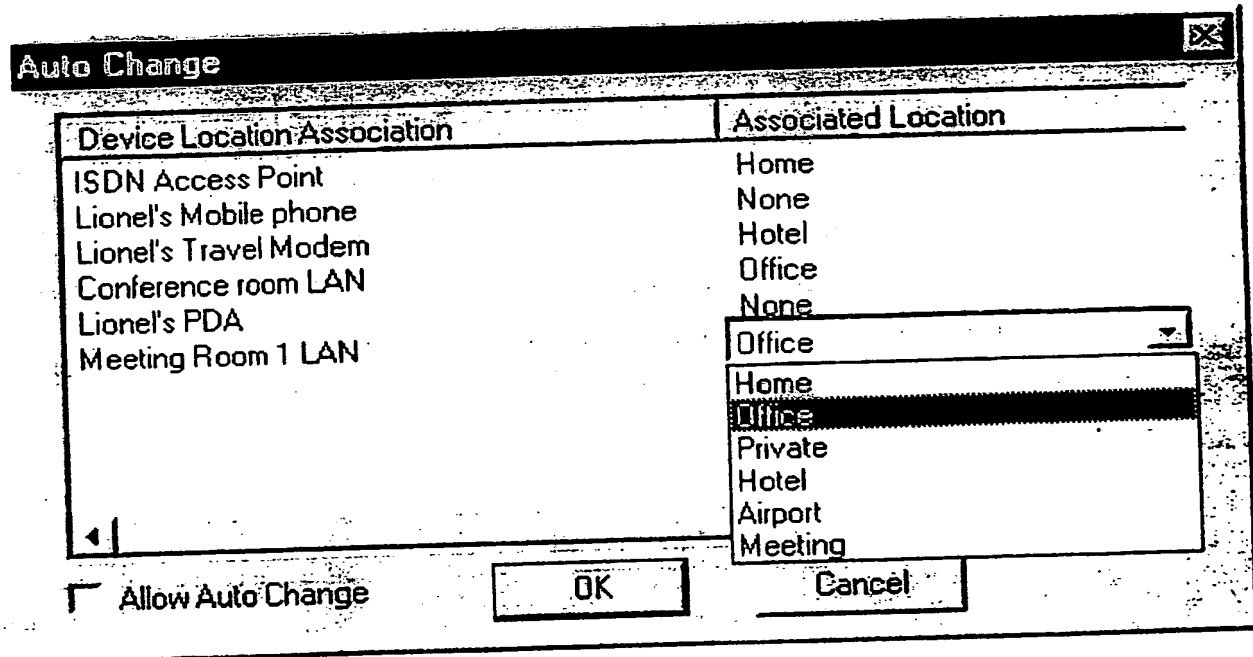 Auto Change
Device Location Association Associated Location
ISDN Access Point Home
Lionel's Mobile phone None
Lionel's Travel Modem Hotel
Conference room LAN Office
Lionel's PDA None
Meeting Room 1 LAN Office
Home
Office
Private
Hotel
Airport
Meeting
Allow Auto Change OK Cancel